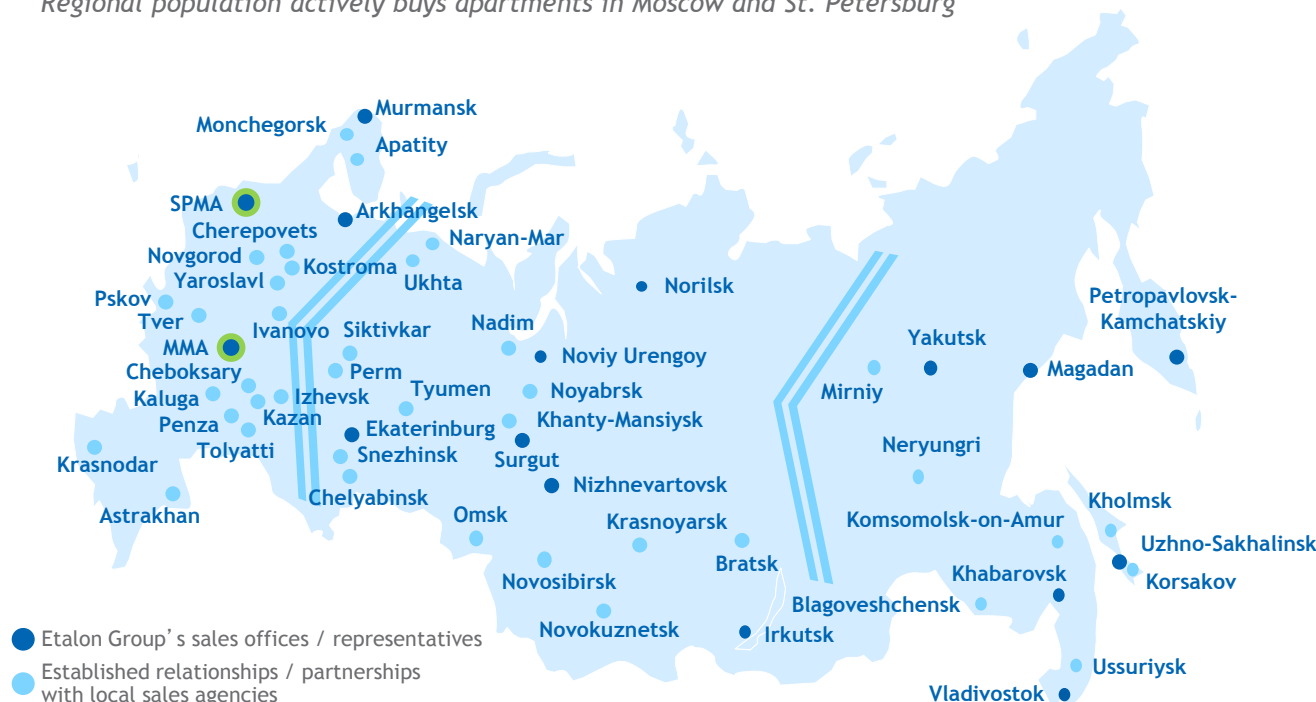 Regional population actively buys apartments in Moscow and St. Petersburg
Murmansk
Monchegorsk
Apatity
SPMA
Arkhangelsk
Cherepovets
Naryan-Mar
Novgorod
Kostroma
Yaroslavl
Ukhta
Norilsk
Pskov
Petropavlovsk-
Kamchatskiy
Tver
Ivanovo
Siktivkar
Nadim
Yakutsk
MMA
Noviy Urengoy
Cheboksary
Perm
Magadan
Kaluga
Izhevsk
Tyumen
Noyabrsk
Mirniy
Penza
Kazan
Khanty-Mansiysk
Ekaterinburg
Tolyatti
Snezhinsk
Surgut
Neryungri
Krasnodar
Nizhnevartovsk
Chelyabinsk
Kholmsk
Astrakhan
Omsk
Krasnoyarsk
Komsomolsk-on-Amur
Uzhno-Sakhalinsk
Bratsk
Khabarovsk
Korsakov
Novosibirsk
Blagoveshchensk
Novokuznetsk
Irkutsk
Etalon Group's sales offices / representatives
Ussuriysk
Established relationships / partnerships
with local sales agencies
Vladivostok